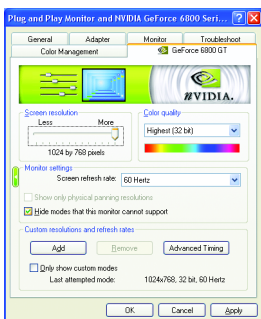 Plug and Play Monitor and NVIDIA GeForce 6800 Seri...
General Adapter Monitor Troubleshoot
Color Management GeForce 6800 GT
NVIDIA.
Screen resolution
Less More
1024 by 768 pixels
Color quality
Highest (32 bit)
Monitor settings
Screen refresh rate: 60 Hertz
Show only physical panning resolutions
Hide modes that this monitor cannot support
Custom resolutions and refresh rates
Add Remove Advanced Timing
Only show custom modes
Last attempted mode: 1024x768, 32 bit, 60 Hertz
OK Cancel Apply